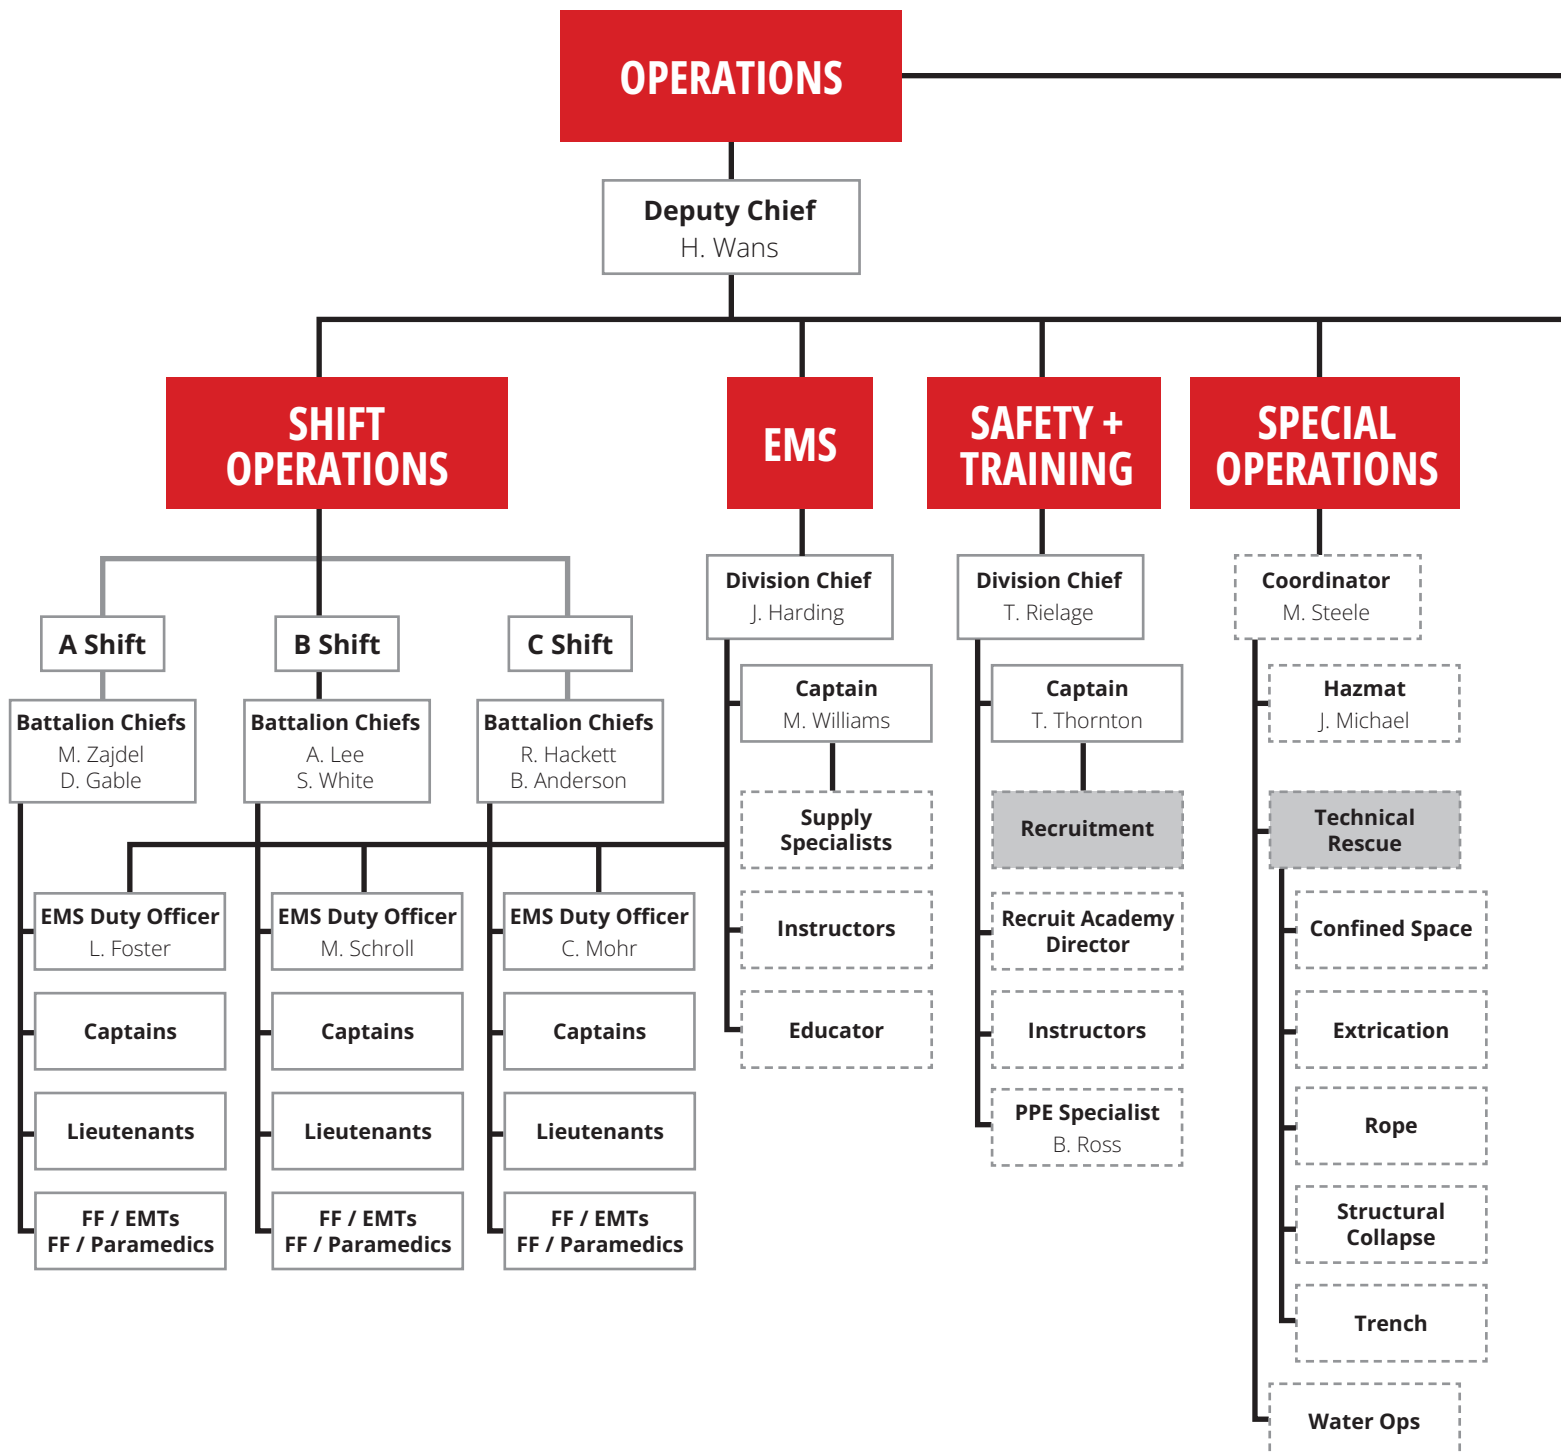 OPERATIONS
Deputy Chief
H. Wans
SHIFT
OPERATIONS
A Shift
Battalion Chiefs
M. Zajdel
D. Gable
EMS Duty Officer
L. Foster
Captains
Lieutenants
FF / EMTs
FF / Paramedics
B Shift
Battalion Chiefs
A. Lee
S. White
EMS Duty Officer
M. Schroll
Captains
Lieutenants
FF / EMTs
FF / Paramedics
C Shift
Battalion Chiefs
R. Hackett
B. Anderson
EMS Duty Officer
C. Mohr
Captains
Lieutenants
FF / EMTs
FF / Paramedics
EMS
Division Chief
J. Harding
Captain
M. Williams
Supply
Specialists
Instructors
Educator
SAFETY +
TRAINING
Division Chief
T. Rielage
Captain
T. Thornton
Recruitment
Recruit Academy
Director
Instructors
PPE Specialist
B. Ross
SPECIAL
OPERATIONS
Coordinator
M. Steele
Hazmat
J. Michael
Technical
Rescue
Confined Space
Extrication
Rope
Structural
Collapse
Trench
Water Ops